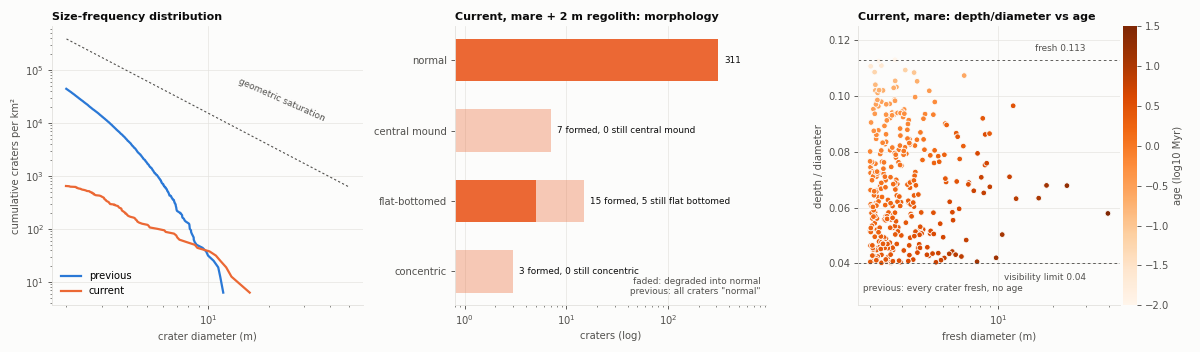 Size-frequency distribution
cumulative craters per km²
10⁵
10⁴
10³
10²
10¹
geometric saturation
previous
current
10¹
crater diameter (m)
Current, mare + 2 m regolith: morphology
normal
central mound
flat-bottomed
concentric
311
7 formed, 0 still central mound
15 formed, 5 still flat bottomed
3 formed, 0 still concentric
faded: degraded into normal
previous: all craters "normal"
10⁰
10¹
10²
craters (log)
Current, mare: depth/diameter vs age
depth / diameter
0.12
0.10
0.08
0.06
0.04
fresh 0.113
visibility limit 0.04
previous: every crater fresh, no age
10¹
fresh diameter (m)
1.5
1.0
0.5
0.0
−0.5
−1.0
−1.5
−2.0
age (log10 Myr)